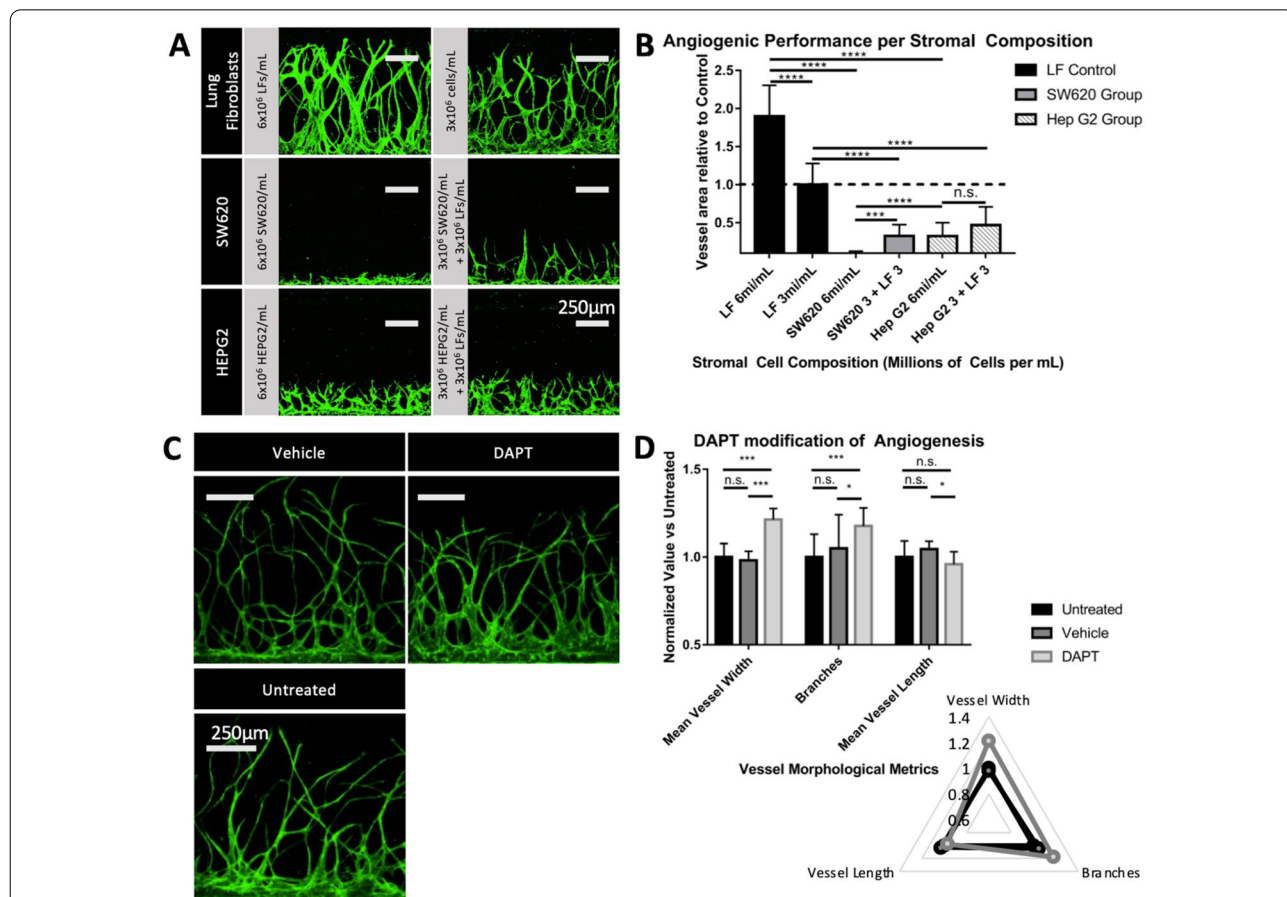 A
Lung
Fibroblasts
6x10⁶ LFs/mL
3x10⁶ cells/mL
SW620
6x10⁶ SW620/mL
3x10⁶ SW620/mL
+ 3x10⁶ LFs/mL
HEPG2
6x10⁶ HEPG2/mL
3x10⁶ HEPG2/mL
+ 3x10⁶ LFs/mL
250µm
B
Angiogenic Performance per Stromal Composition
Vessel area relative to Control
2.5
2.0
1.5
1.0
0.5
****
****
****
****
****
****
n.s.
***
LF Control
SW620 Group
Hep G2 Group
LF 6mi/mL
LF 3mi/mL
SW620 6mi/mL
SW620 3 + LF 3
Hep G2 6mi/mL
Hep G2 3 + LF 3
Stromal Cell Composition (Millions of Cells per mL)
C
Vehicle
DAPT
Untreated
250µm
D
DAPT modification of Angiogenesis
Normalized Value vs Untreated
1.5
1.0
0.5
*** *** n.s.
n.s. *** n.s. * n.s. *
Mean Vessel Width
Branches
Mean Vessel Length
Untreated
Vehicle
DAPT
Vessel Morphological Metrics
Vessel Width
1.4
1.2
1
0.8
0.6
Vessel Length
Branches